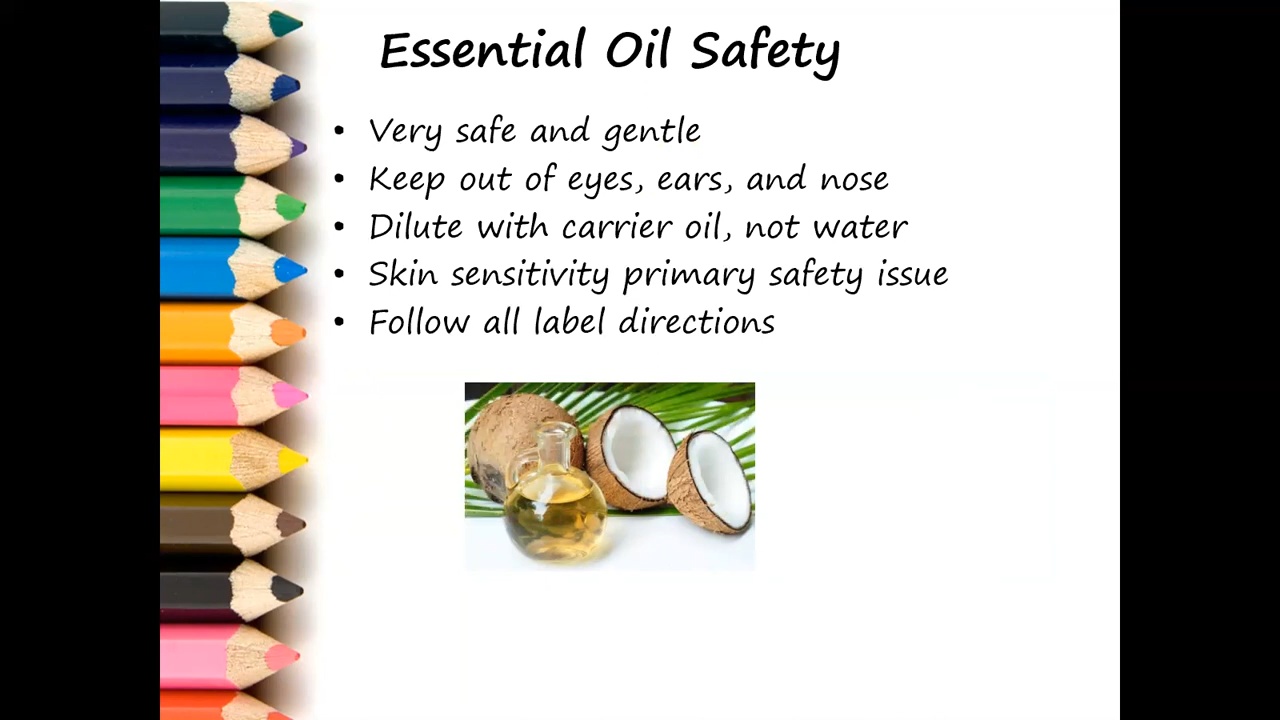 Essential Oil Safety
• Very safe and gentle
• Keep out of eyes, ears, and nose
• Dilute with carrier oil, not water
• Skin sensitivity primary safety issue
• Follow all label directions